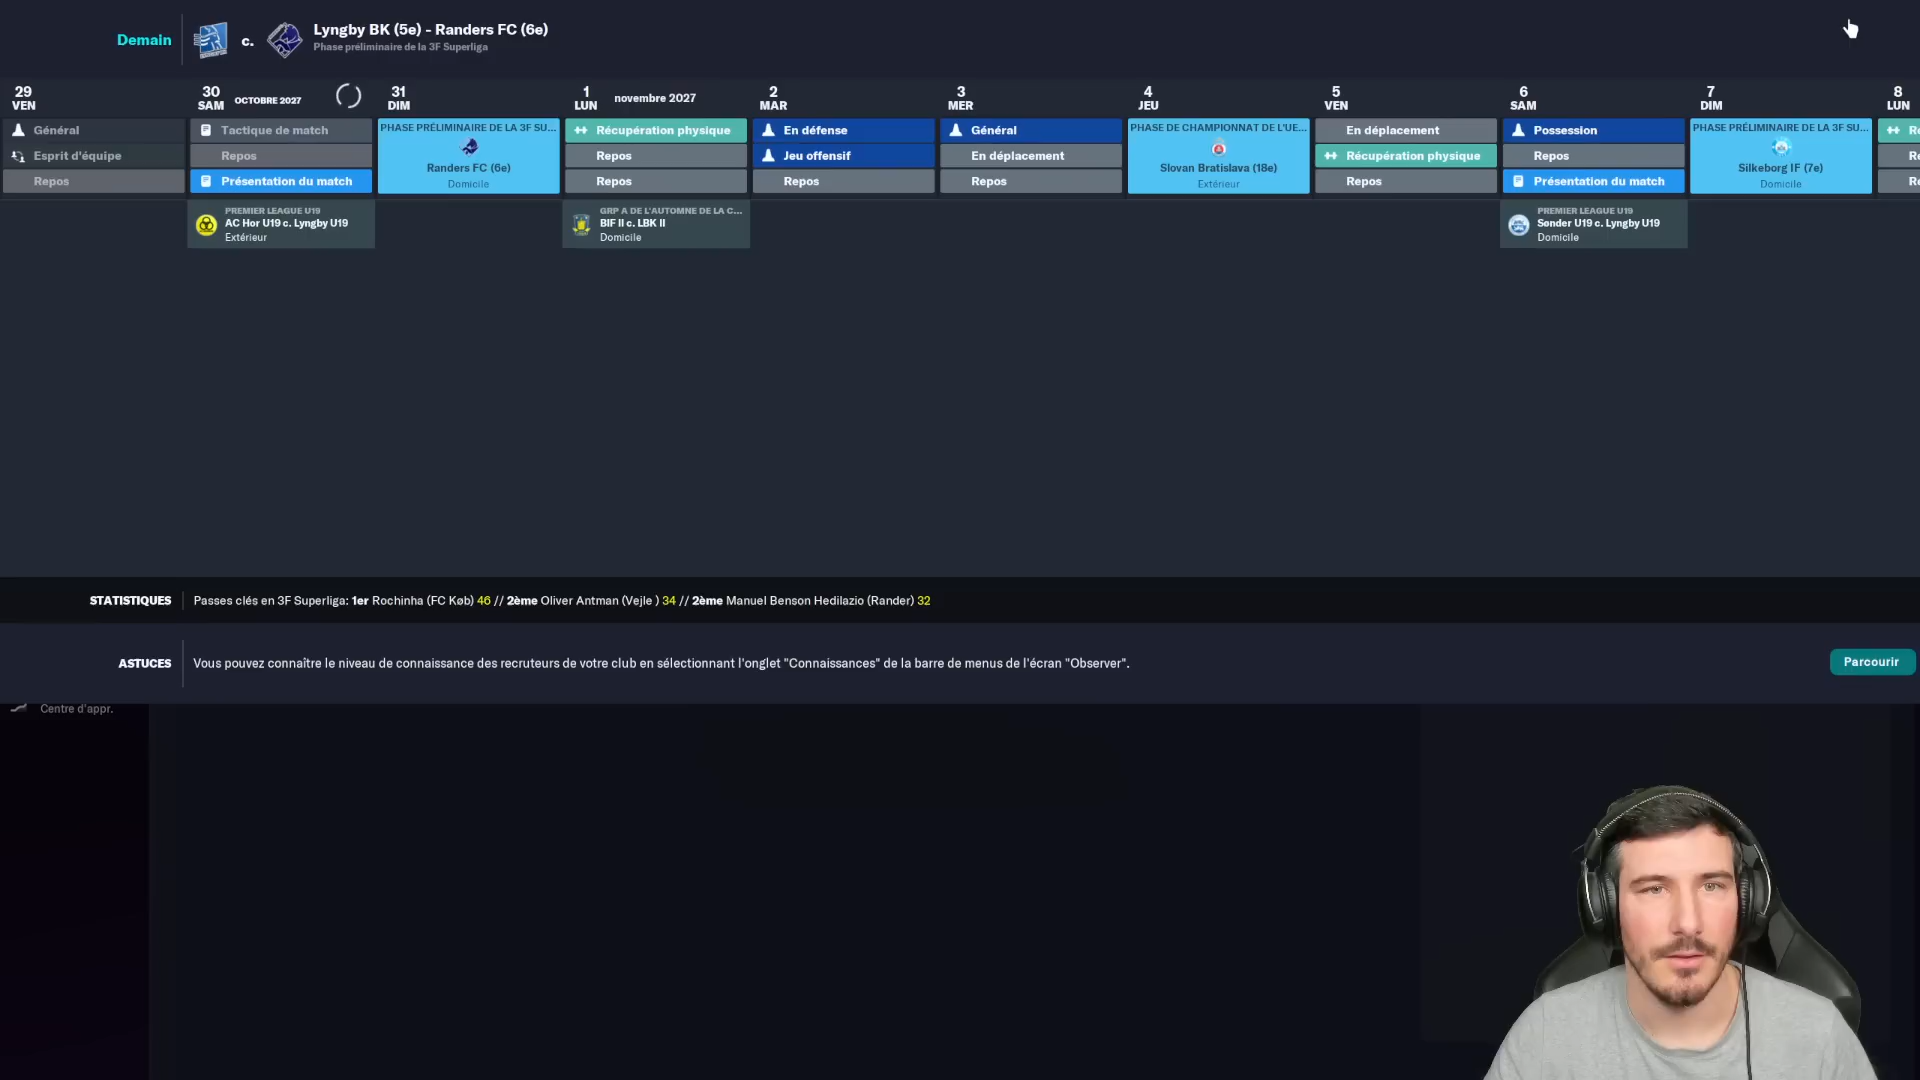 Demain
c.
Lyngby BK (5e) - Randers FC (6e)
Phase préliminaire de la 3F Superliga
29
VEN
30
SAM
OCTOBRE 2027
31
DIM
1
LUN
novembre 2027
2
MAR
3
MER
4
JEU
5
VEN
6
SAM
7
DIM
8
LUN
Général
Esprit d'équipe
Repos
Tactique de match
Repos
Présentation du match
PREMIER LEAGUE U19
AC Hor U19 c. Lyngby U19
Extérieur
PHASE PRÉLIMINAIRE DE LA 3F SU...
Randers FC (6e)
Domicile
Récupération physique
Repos
Repos
GRP A DE L'AUTOMNE DE LA C...
BIF II c. LBK II
Domicile
En défense
Jeu offensif
Repos
Général
En déplacement
Repos
PHASE DE CHAMPIONNAT DE L'UE...
Slovan Bratislava (18e)
Extérieur
En déplacement
Récupération physique
Repos
Possession
Repos
Présentation du match
PREMIER LEAGUE U19
Sønder U19 c. Lyngby U19
Domicile
PHASE PRÉLIMINAIRE DE LA 3F SU...
Silkeborg IF (7e)
Domicile
STATISTIQUES
Passes clés en 3F Superliga: 1er Rochinha (FC Køb) 46 // 2ème Oliver Antman (Vejle ) 34 // 2ème Manuel Benson Hedilazio (Rander) 32
ASTUCES
Vous pouvez connaître le niveau de connaissance des recruteurs de votre club en sélectionnant l'onglet "Connaissances" de la barre de menus de l'écran "Observer".
Parcourir
Centre d'appr.